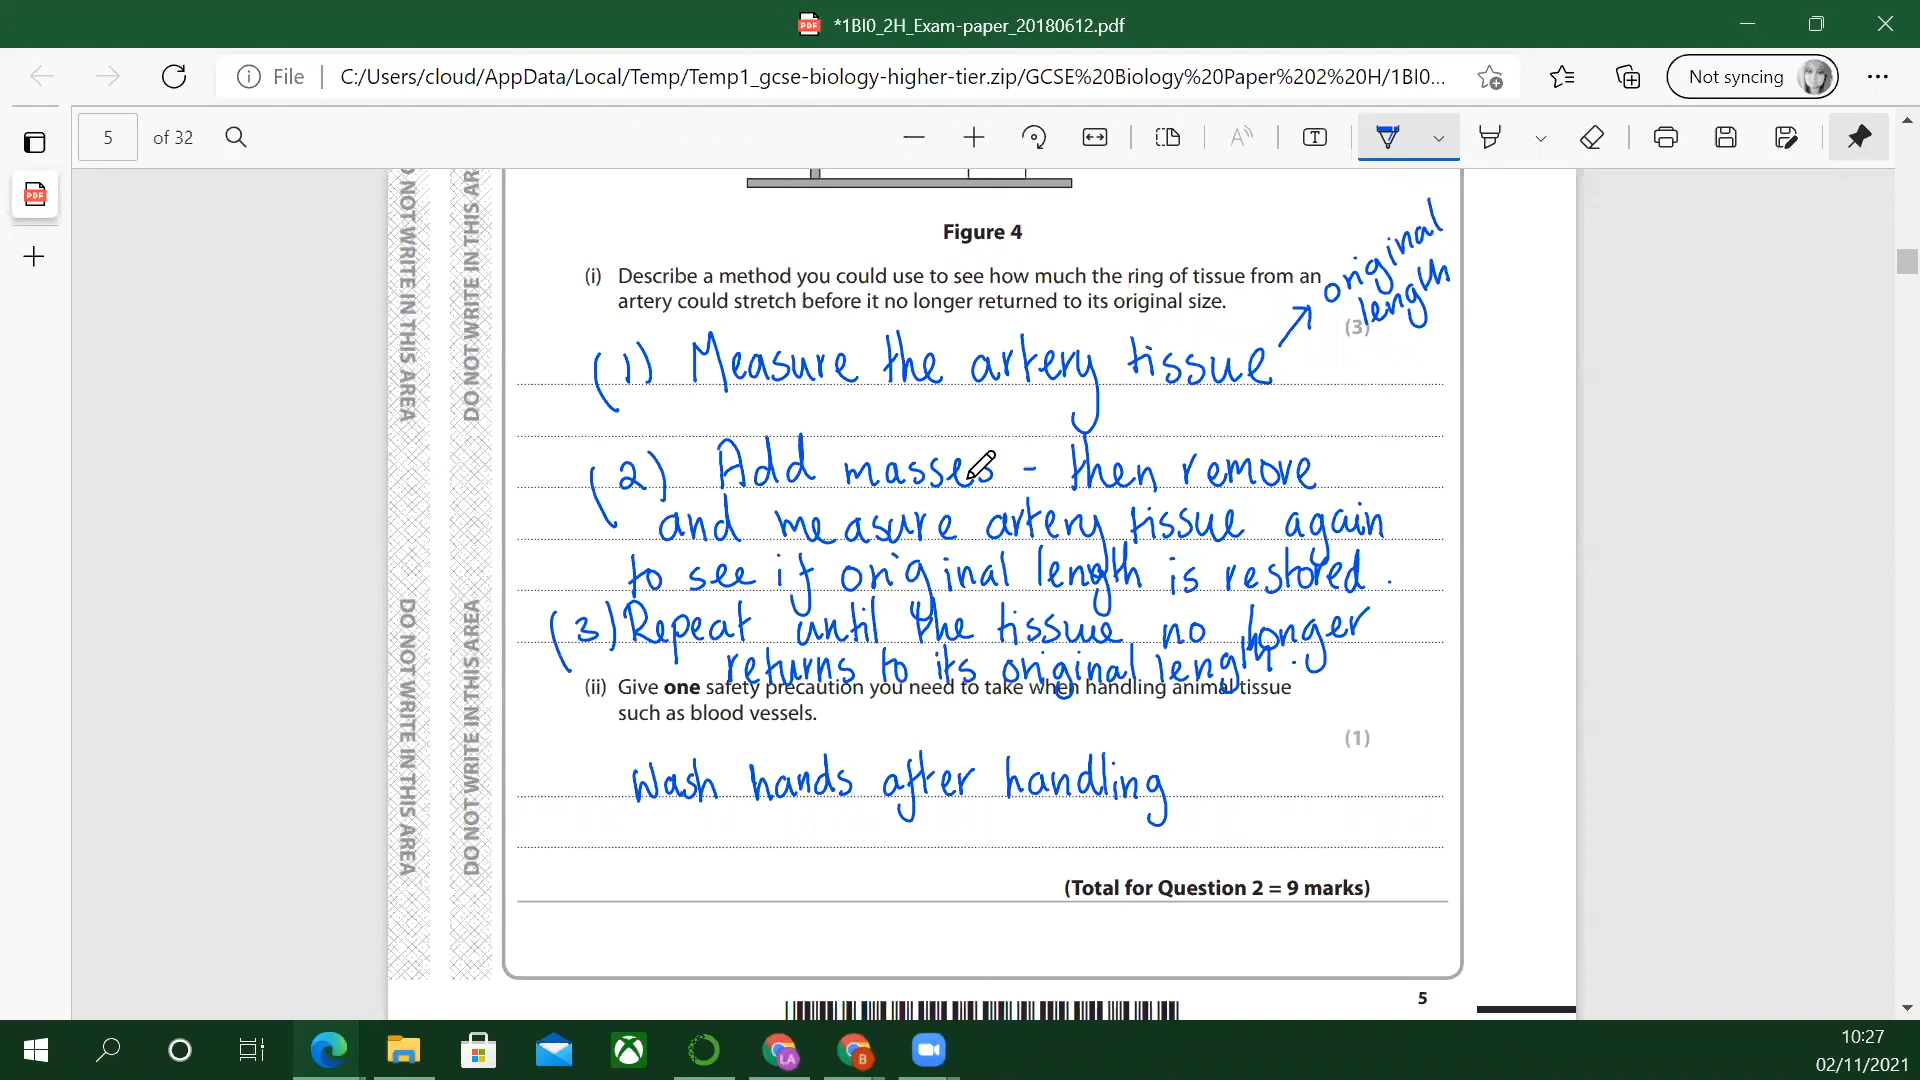 *1BI0_2H_Exam-paper_20180612.pdf
File
C:/Users/cloud/AppData/Local/Temp/Temp1_gcse-biology-higher-tier.zip/GCSE%20Biology%20Paper%202%20H/1BI0...
Not syncing
5 of 32
DO NOT WRITE IN THIS AREA
DO NOT WRITE IN THIS AREA
DO NOT WRITE IN THIS AREA
DO NOT WRITE IN THIS AREA
Figure 4
(i) Describe a method you could use to see how much the ring of tissue from an
artery could stretch before it no longer returned to its original size.
(3)
original
length
(1) Measure the artery tissue
(2) Add masses - then remove
and measure artery tissue again
to see if original length is restored.
(3) Repeat until the tissue no longer
returns to its original length.
(ii) Give one safety precaution you need to take when handling animal tissue
such as blood vessels.
(1)
Wash hands after handling
(Total for Question 2 = 9 marks)
5
LA
B
10:27
02/11/2021